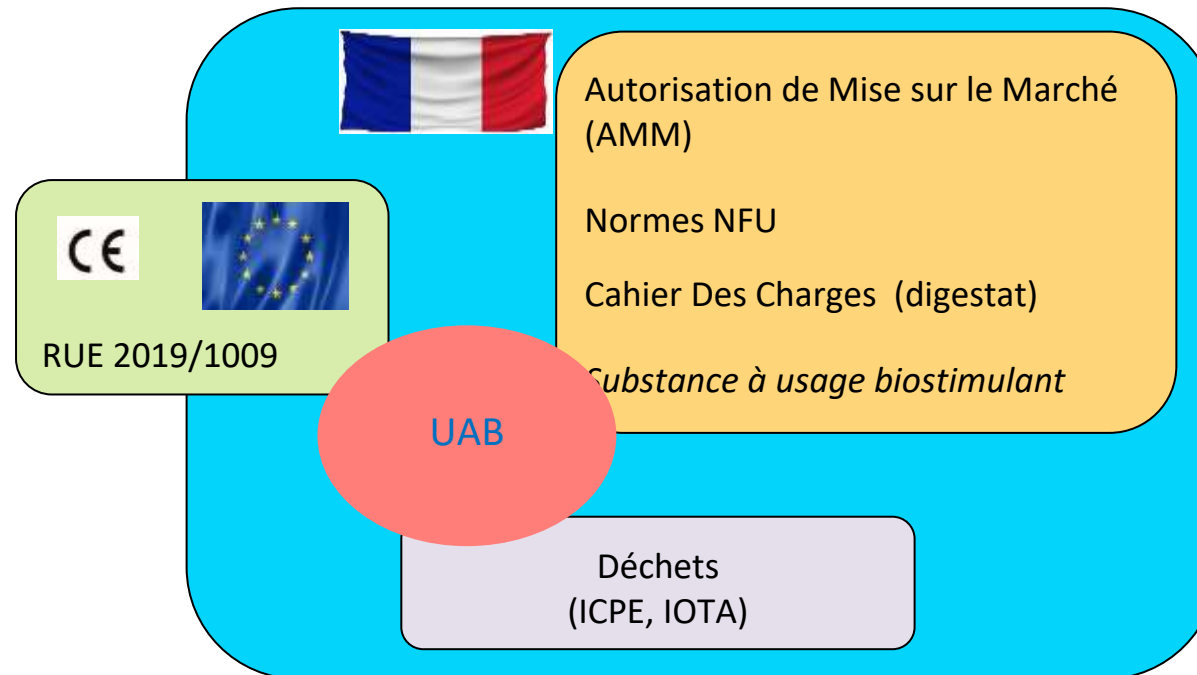 Autorisation de Mise sur le Marché
(AMM)
Normes NFU
Cahier Des Charges (digestat)
Substance à usage biostimulant
CE
RUE 2019/1009
UAB
Déchets
(ICPE, IOTA)